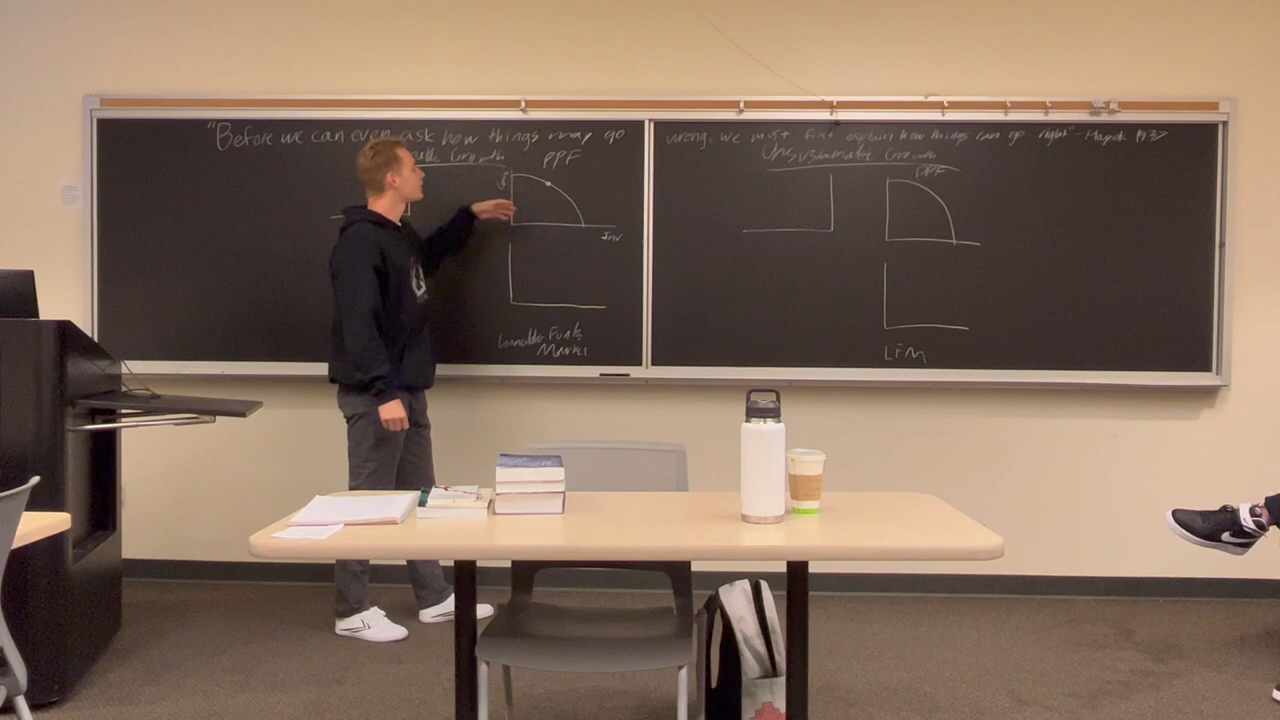 "Before we can even ask how things may go wrong, we must first explain how things can go right" - Hayek 1937
Growth
PPF
Inv
Loanable Funds
Market
Unsustainable Growth
PPF
LFM